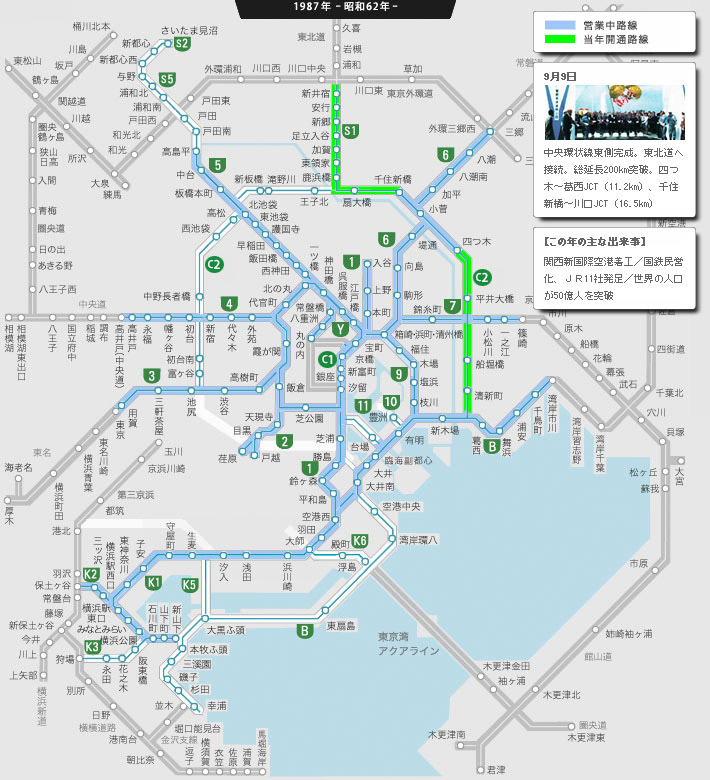 1987年 -昭和62年-
営業中路線
当年開通路線
9月9日
中央環状線東側完成。東北道へ
接続。総延長200km突破。四つ
木～葛西JCT（11.2km）、千住
新橋～川口JCT（16.5km）
【この年の主な出来事】
関西新国際空港着工／国鉄民営
化、ＪＲ11社発足／世界の人口
が50億人を突破
桶川北本
さいたま見沼
新都心
S2
川島
坂戸
新都心西
与野
S5
東松山
鶴ヶ島
浦和北
浦和南
関越道
川越
戸田西
戸田東
戸田
戸田南
外環浦和
川口西
川口中央
東北道
久喜
岩槻
浦和
草加
川口東
東京外環道
新井宿
安行
新郷
足立入谷
加賀
東領家
鹿浜橋
S1
外環三郷西
三郷
流山
常磐道
八潮
八潮南
加平
6
圏央
鶴ヶ島
狭山
日高
入間
青梅
圏央道
日の出
あきる野
八王子西
所沢
和光北
和光
大泉
練馬
高島平
中台
板橋本町
5
新板橋
滝野川
王子北
扇大橋
千住新橋
小菅
高松
北池袋
東池袋
護国寺
西池袋
早稲田
飯田橋
西神田
C2
一ツ橋
神田橋
呉服橋
江戸橋
1
入谷
上野
本町
6
堤通
向島
駒形
四つ木
C2
平井大橋
新空港
中央道
中野長者橋
4
北の丸
代官町
常盤橋
八重洲
丸の内
Y
霞が関
C1
銀座
宝町
京橋
新富町
汐留
錦糸町
7
箱崎・浜町・清洲橋
福住
木場
塩浜
枝川
9
小松川
一之江
篠崎
京葉道
船堀橋
清新町
相模湖
相模湖東出口
八王子
国立府中
稲城
調布
高井戸(中央道)
高井戸
永福
幡ヶ谷
初台
新宿
代々木
外苑
初台南
富ヶ谷
3
高樹町
飯倉
芝公園
天現寺
目黒
2
荏原
戸越
11
10
豊洲
台場
有明
臨海副都心
大井
大井南
新木場
葛西
B
舞浜
浦安
千鳥町
湾岸市川
湾岸習志野
湾岸千葉
原木
船橋
花輪
幕張
武石
穴川
四街道
千葉北
貝塚
大宮
松ヶ丘
蘇我
市原
姉崎袖ヶ浦
館山道
用賀
東京
三軒茶屋
池尻
渋谷
東名
海老名
厚木
横浜町田
横浜青葉
東名川崎
玉川
京浜川崎
第三京浜
都筑
港北
芝浦
勝島
1
鈴ヶ森
平和島
空港西
羽田
大師
空港中央
湾岸環八
殿町
K6
浮島
守屋町
生麦
子安
東神奈川
横浜駅西口
三ッ沢
K1
K5
汐入
浅田
浜川崎
羽沢
K2
保土ヶ谷
常盤台
藤塚
新保土ヶ谷
今井
川上
上矢部
横浜新道
狩場
K3
横浜駅
東口
みなとみらい
横浜公園
石川町
山下町
新山下
大黒ふ頭
B
東扇島
本牧ふ頭
三溪園
磯子
杉田
幸浦
永田
花之木
阪東橋
別所
日野
横横道路
港南台
朝比奈
並木
堀口能見台
金沢支線
逗子
横須賀
衣笠
佐原
浦賀
馬堀海岸
東京湾
アクアライン
木更津金田
袖ヶ浦
木更津北
圏央道
木更津東
木更津南
君津